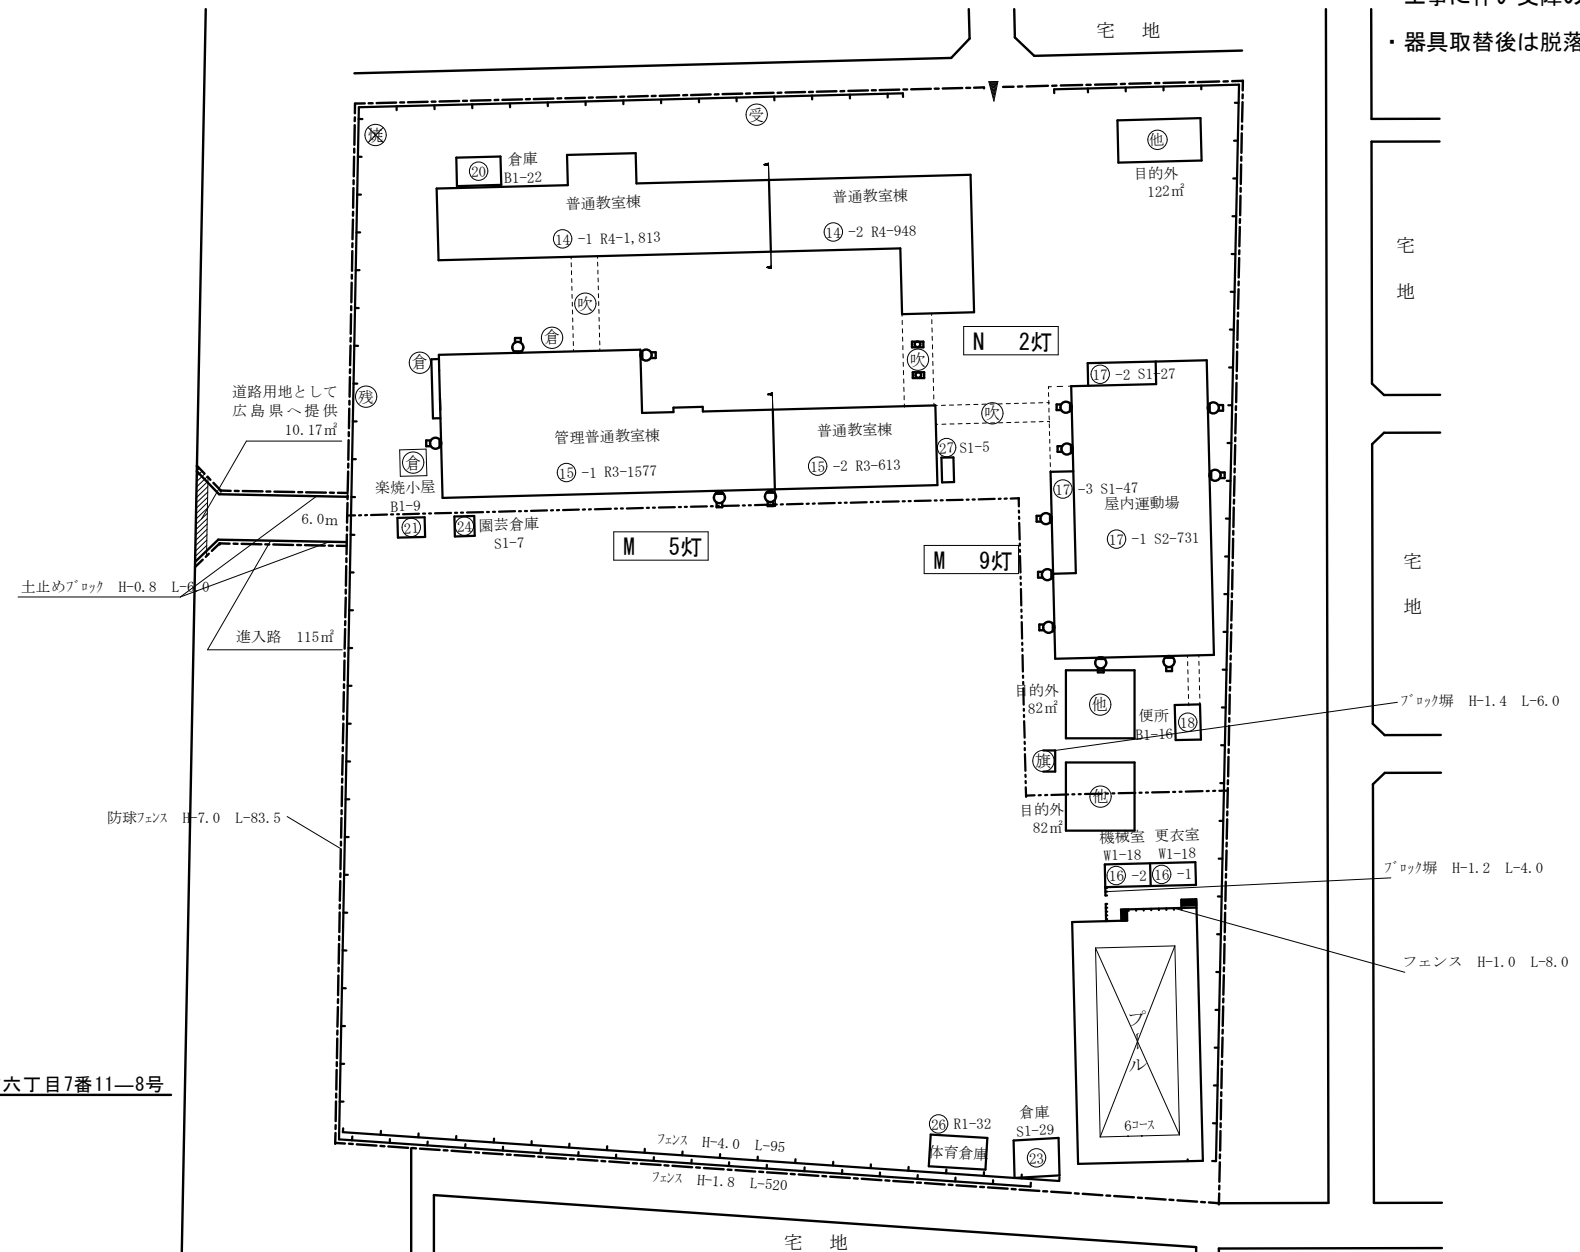 宅 地
・器具取替後は脱落
受
他
目的外
122㎡
20
倉庫
B1-22
普通教室棟
14 -1 R4-1,813
普通教室棟
14 -2 R4-948
宅
地
吹
倉
倉
残
N 2灯
吹
吹
17 -2 S1-27
道路用地として
広島県へ提供
10.17㎡
管理普通教室棟
15 -1 R3-1577
普通教室棟
15 -2 R3-613
27 S1-5
倉
楽焼小屋
B1-9
21
24
園芸倉庫
S1-7
17 -3 S1-47
屋内運動場
17 -1 S2-731
6.0m
M 5灯
M 9灯
宅
地
土止めブロック H-0.8 L-6.0
進入路 115㎡
目的外
82㎡
他
便所
B1-16
18
ブロック塀 H-1.4 L-6.0
旗
他
目的外
82㎡
防球フェンス H-7.0 L-83.5
機械室
W1-18
更衣室
W1-18
16 -2
16 -1
ブロック塀 H-1.2 L-4.0
フェンス H-1.0 L-8.0
プール
6コース
六丁目7番11―8号
26 R1-32
体育倉庫
倉庫
S1-29
23
フェンス H-4.0 L-95
フェンス H-1.8 L-520
宅 地